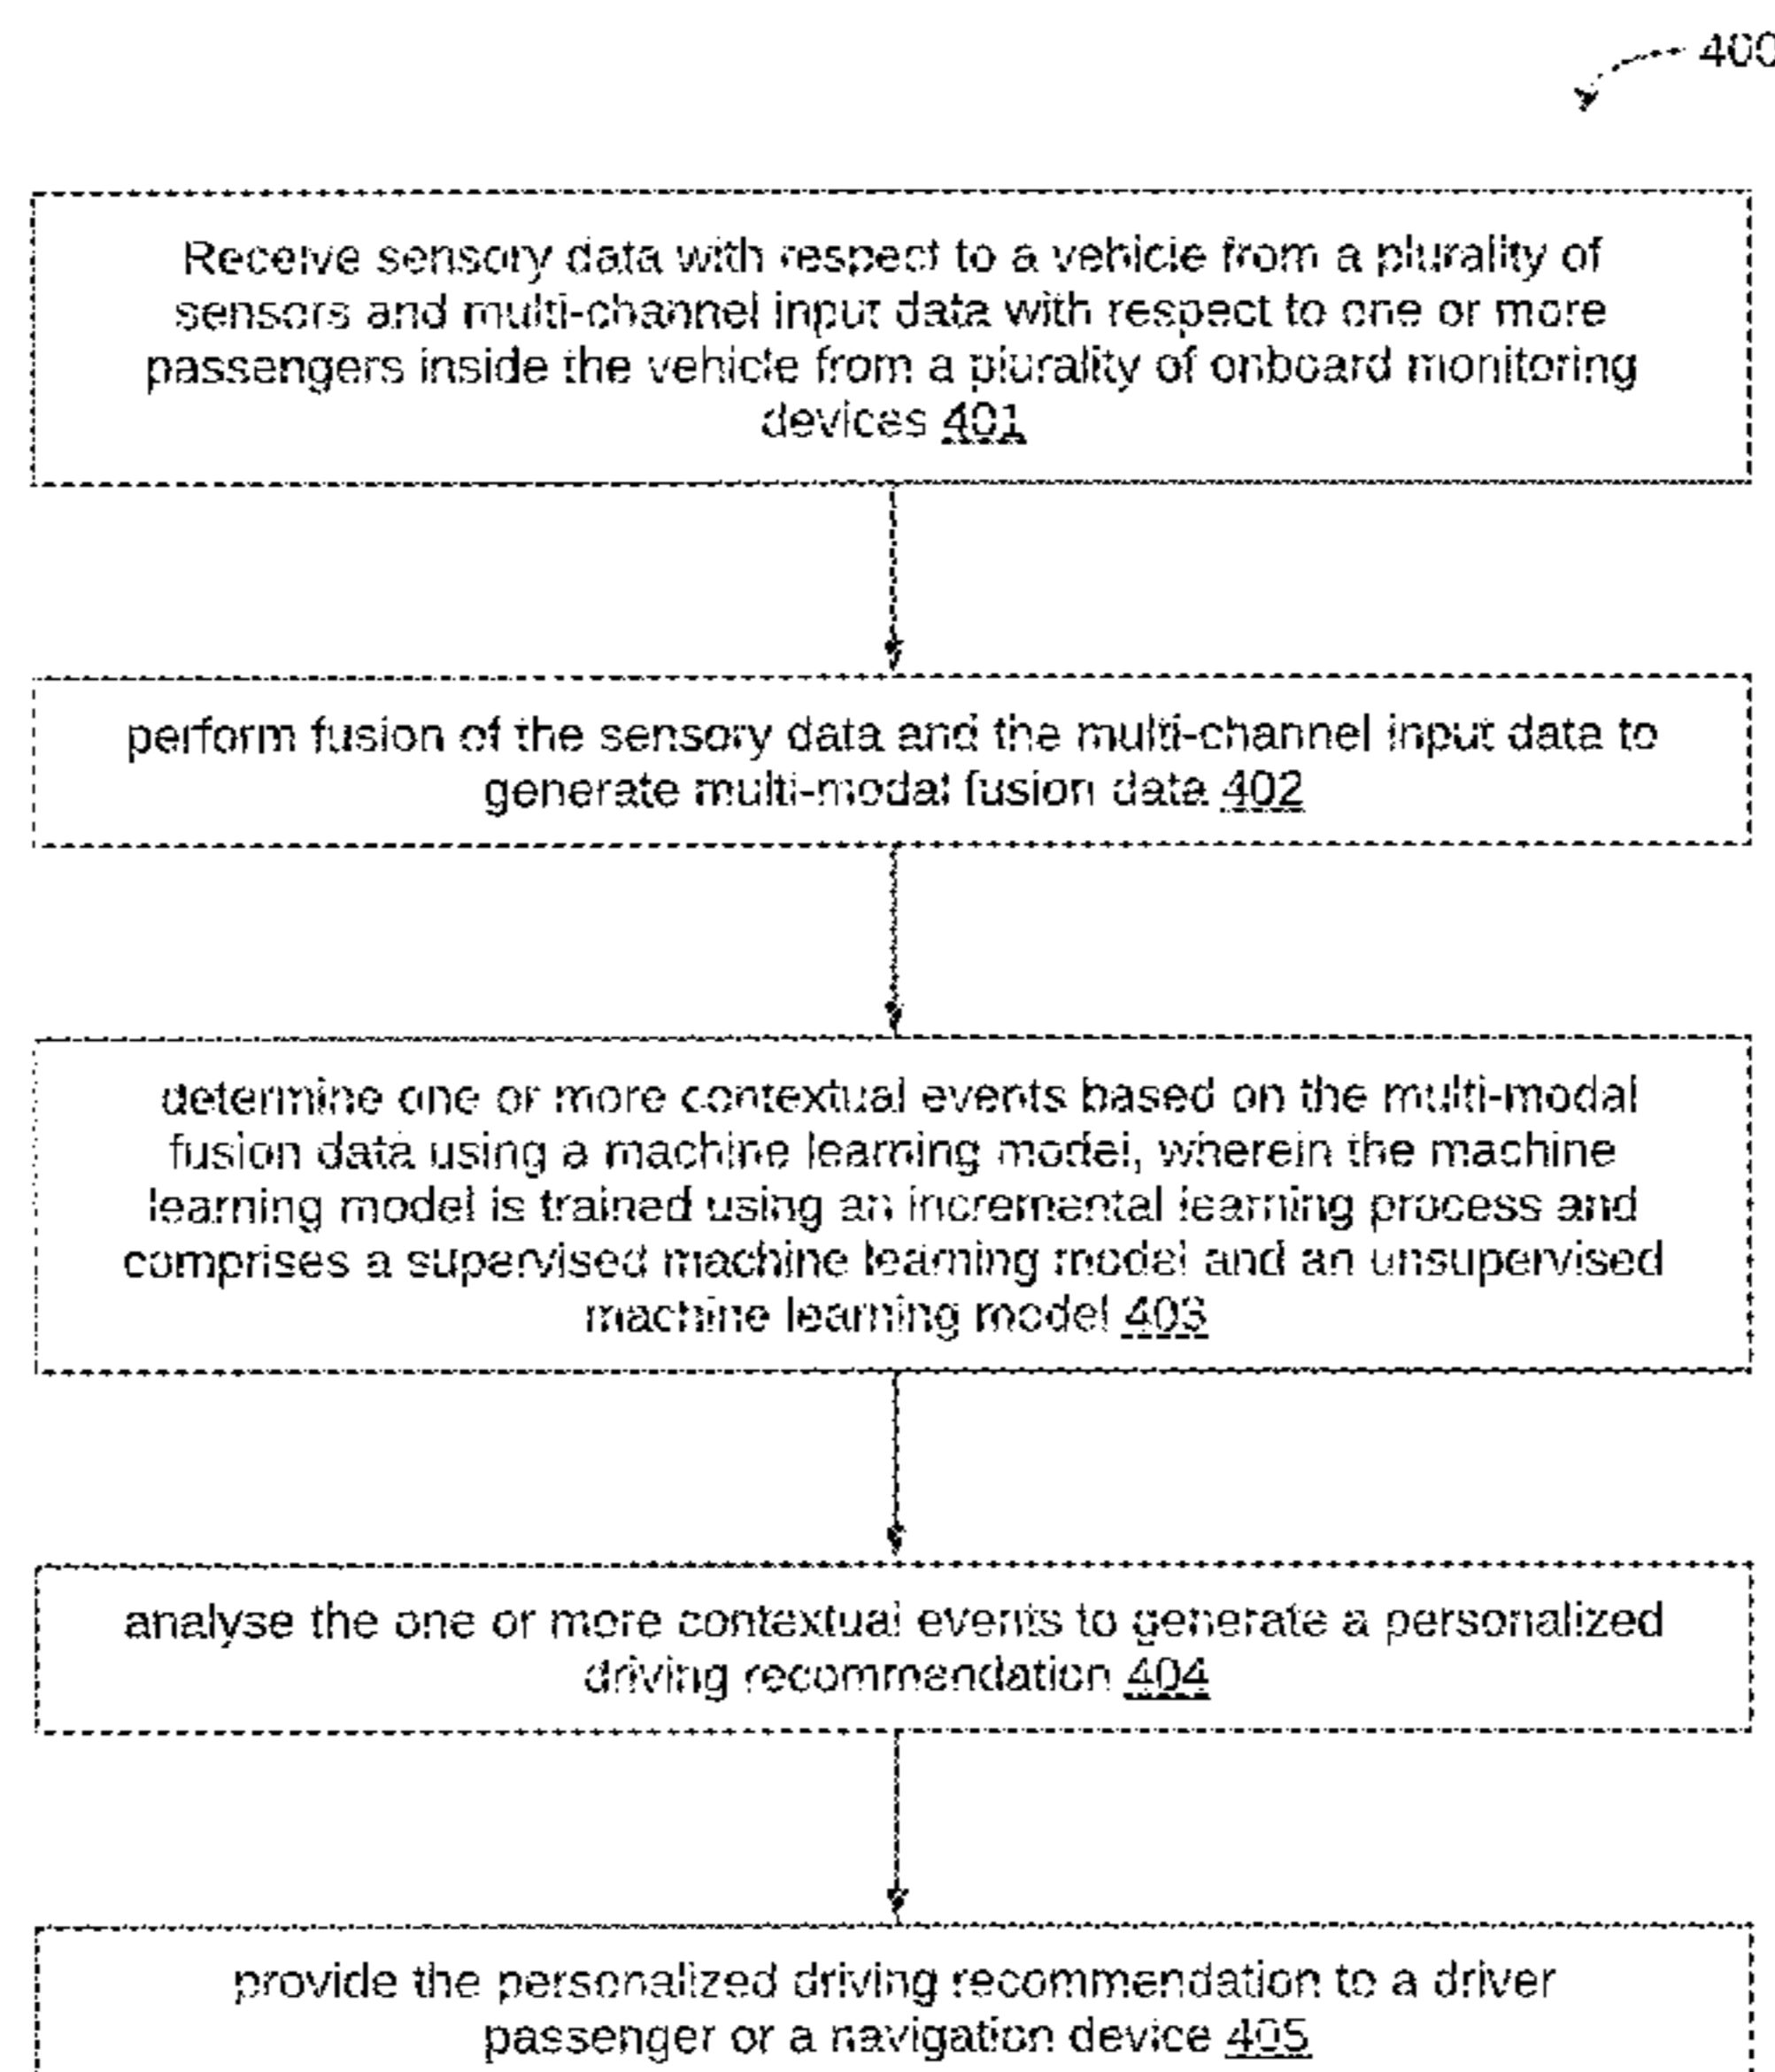 400
Receive sensory data with respect to a vehicle from a plurality of
sensors and multi-channel input data with respect to one or more
passengers inside the vehicle from a plurality of onboard monitoring
devices 401
perform fusion of the sensory data and the multi-channel input data to
generate multi-modal fusion data 402
determine one or more contextual events based on the multi-modal
fusion data using a machine learning model, wherein the machine
learning model is trained using an incremental learning process and
comprises a supervised machine learning model and an unsupervised
machine learning model 403
analyse the one or more contextual events to generate a personalized
driving recommendation 404
provide the personalized driving recommendation to a driver
passenger or a navigation device 405